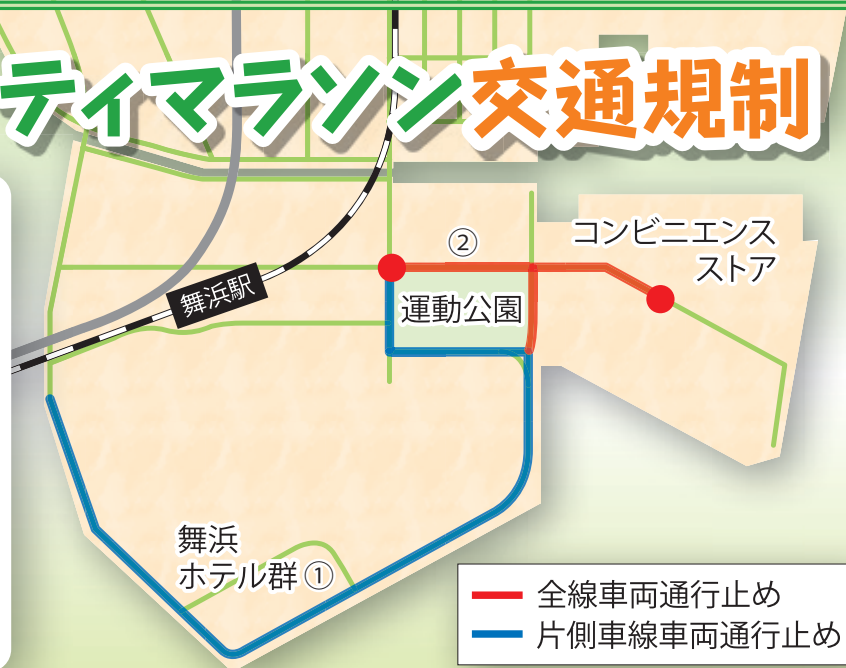 ティマラソン交通規制
②
コンビニエンス
ストア
舞浜駅
運動公園
舞浜
ホテル群①
全線車両通行止め
片側車線車両通行止め